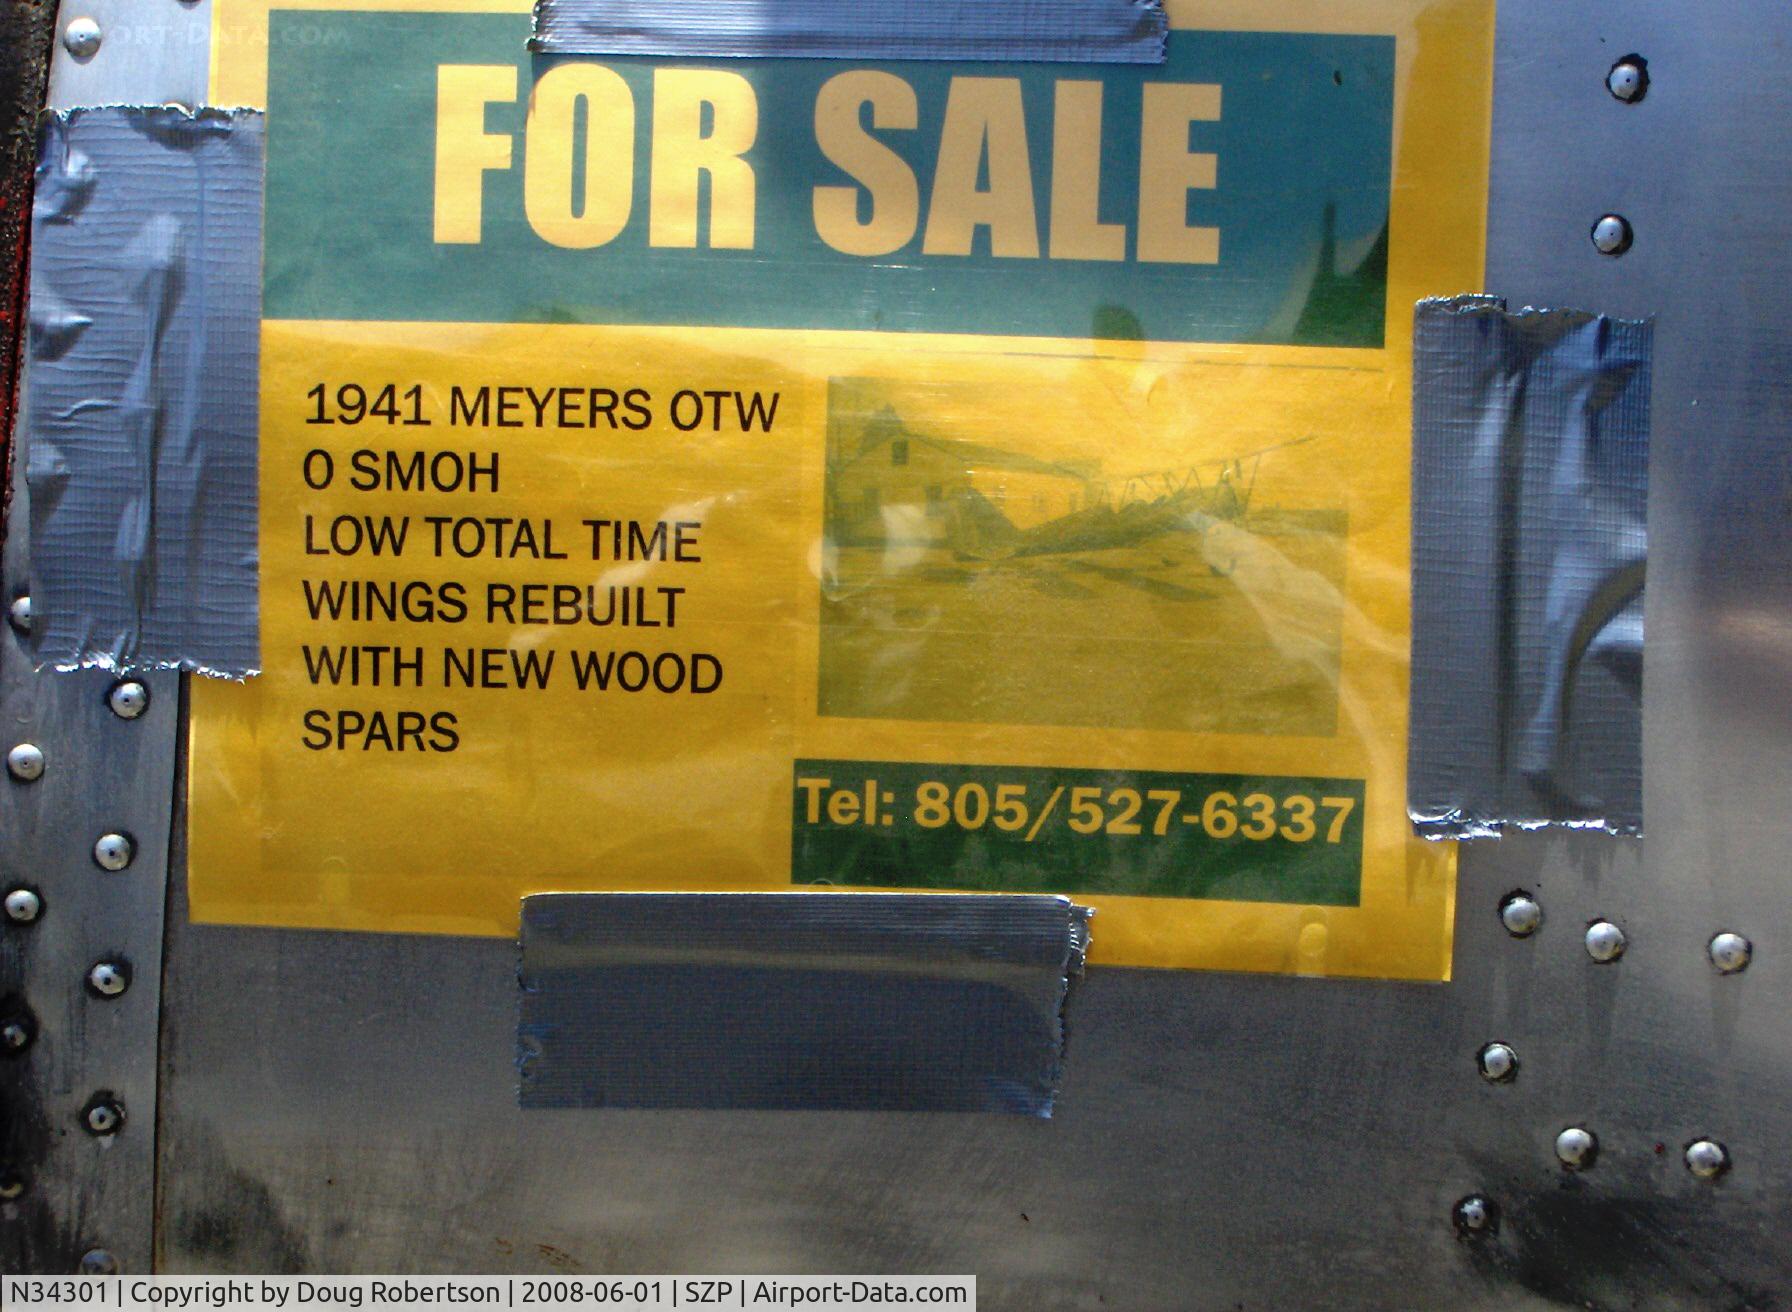 FOR SALE
1941 MEYERS OTW
0 SMOH
LOW TOTAL TIME
WINGS REBUILT
WITH NEW WOOD
SPARS
Tel: 805/527-6337
N34301 | Copyright by Doug Robertson | 2008-06-01 | SZP | Airport-Data.com